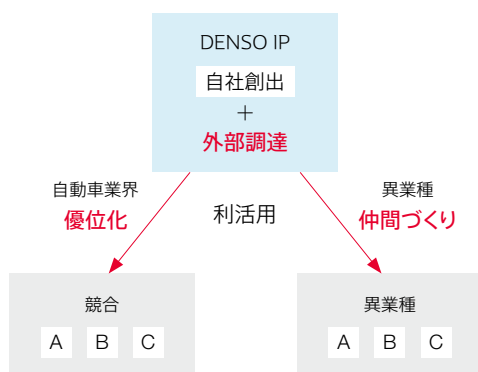 DENSO IP
自社創出
+
外部調達
自動車業界
優位化
利活用
異業種
仲間づくり
競合
A B C
異業種
A B C